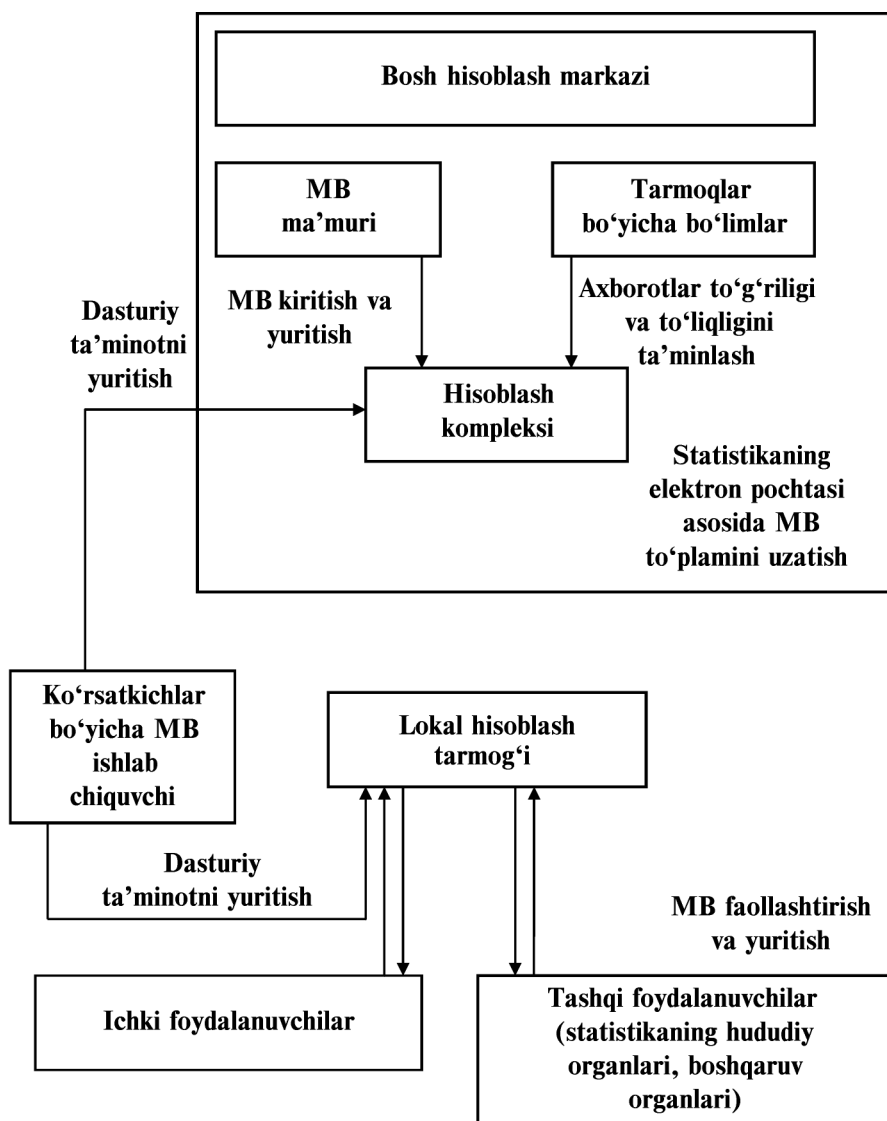 Bosh hisoblash markazi
MB
ma’muri
Tarmoqlar
bo‘yicha bo‘limlar
MB kiritish va
yuritish
Axborotlar to‘g‘riligi
va to‘liqligini
ta’minlash
Dasturiy
ta’minotni
yuritish
Hisoblash
kompleksi
Statistikaning
elektron pochtasi
asosida MB
to‘plamini uzatish
Ko‘rsatkichlar
bo‘yicha MB
ishlab
chiquvchi
Lokal hisoblash
tarmog‘i
Dasturiy
ta’minotni yuritish
MB faollashtirish
va yuritish
Ichki foydalanuvchilar
Tashqi foydalanuvchilar
(statistikaning hududiy
organlari, boshqaruv
organlari)